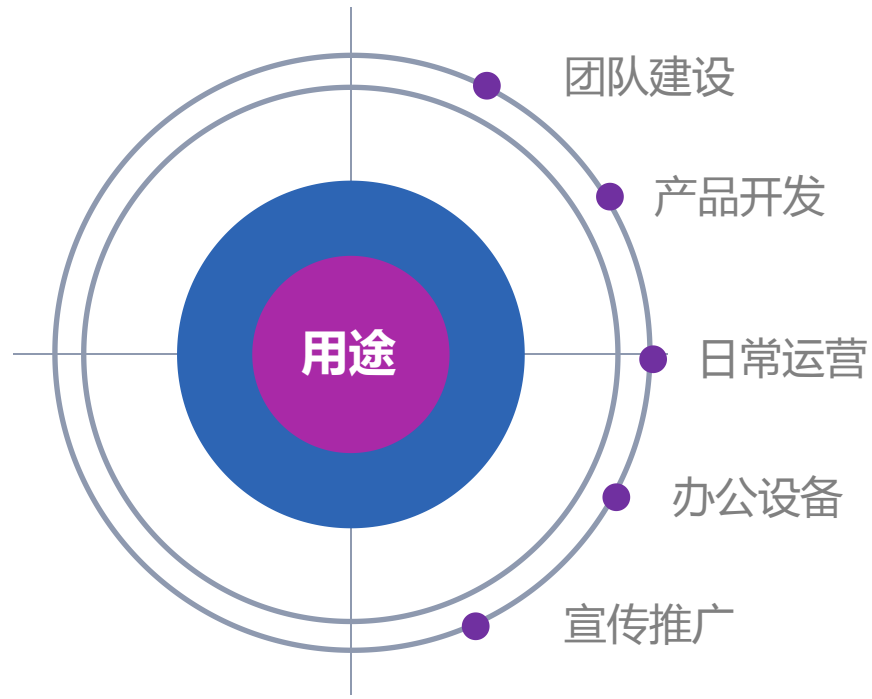 团队建设
产品开发
用途
日常运营
办公设备
宣传推广